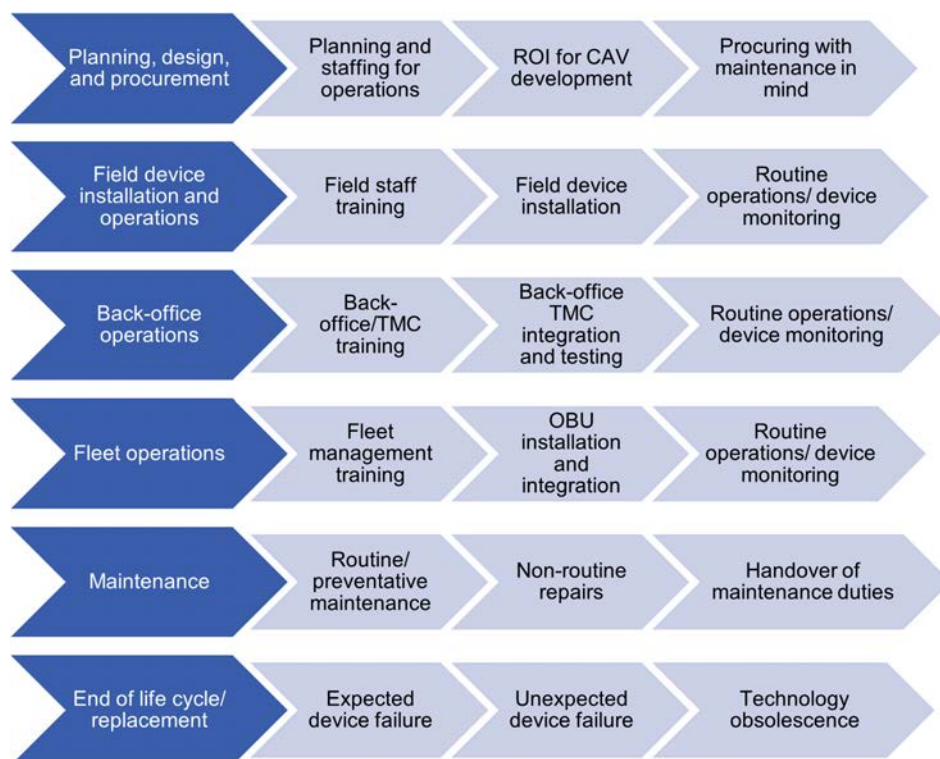 Planning, design,
and procurement
Planning and
staffing for
operations
ROI for CAV
development
Procuring with
maintenance in
mind
Field device
installation and
operations
Field staff
training
Field device
installation
Routine
operations/ device
monitoring
Back-office
operations
Back-
office/TMC
training
Back-office
TMC
integration
and testing
Routine operations/
device monitoring
Fleet operations
Fleet
management
training
OBU
installation
and
integration
Routine
operations/ device
monitoring
Maintenance
Routine/
preventative
maintenance
Non-routine
repairs
Handover of
maintenance duties
End of life cycle/
replacement
Expected
device failure
Unexpected
device failure
Technology
obsolescence